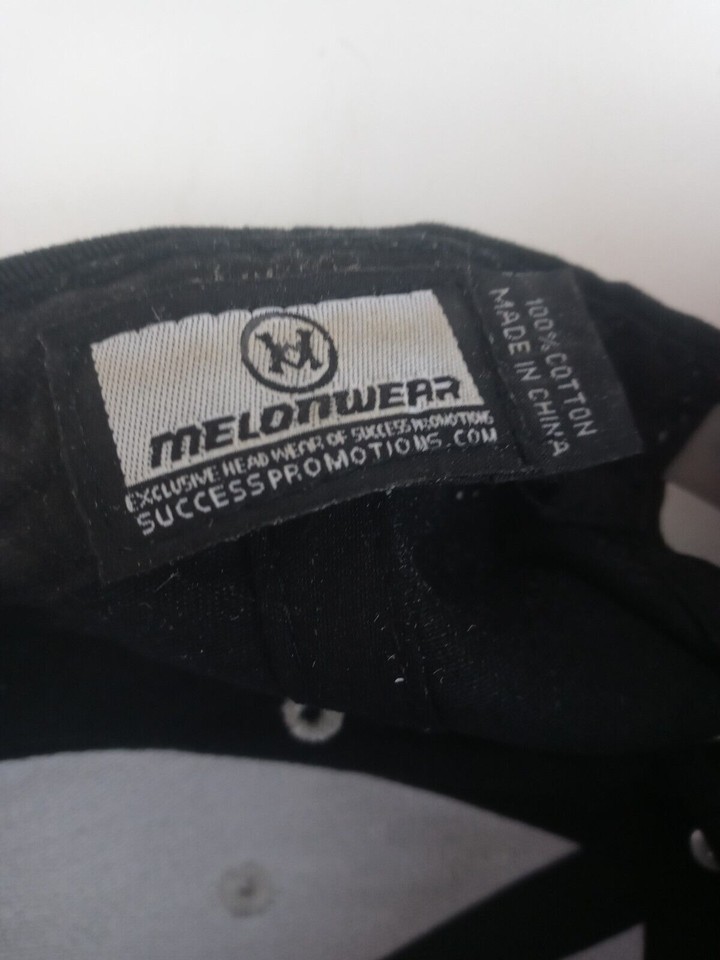 MELONWEAR
EXCLUSIVE HEAD WEAR OF SUCCESS PROMOTIONS
SUCCESSPROMOTIONS.COM
100% COTTON
MADE IN CHINA